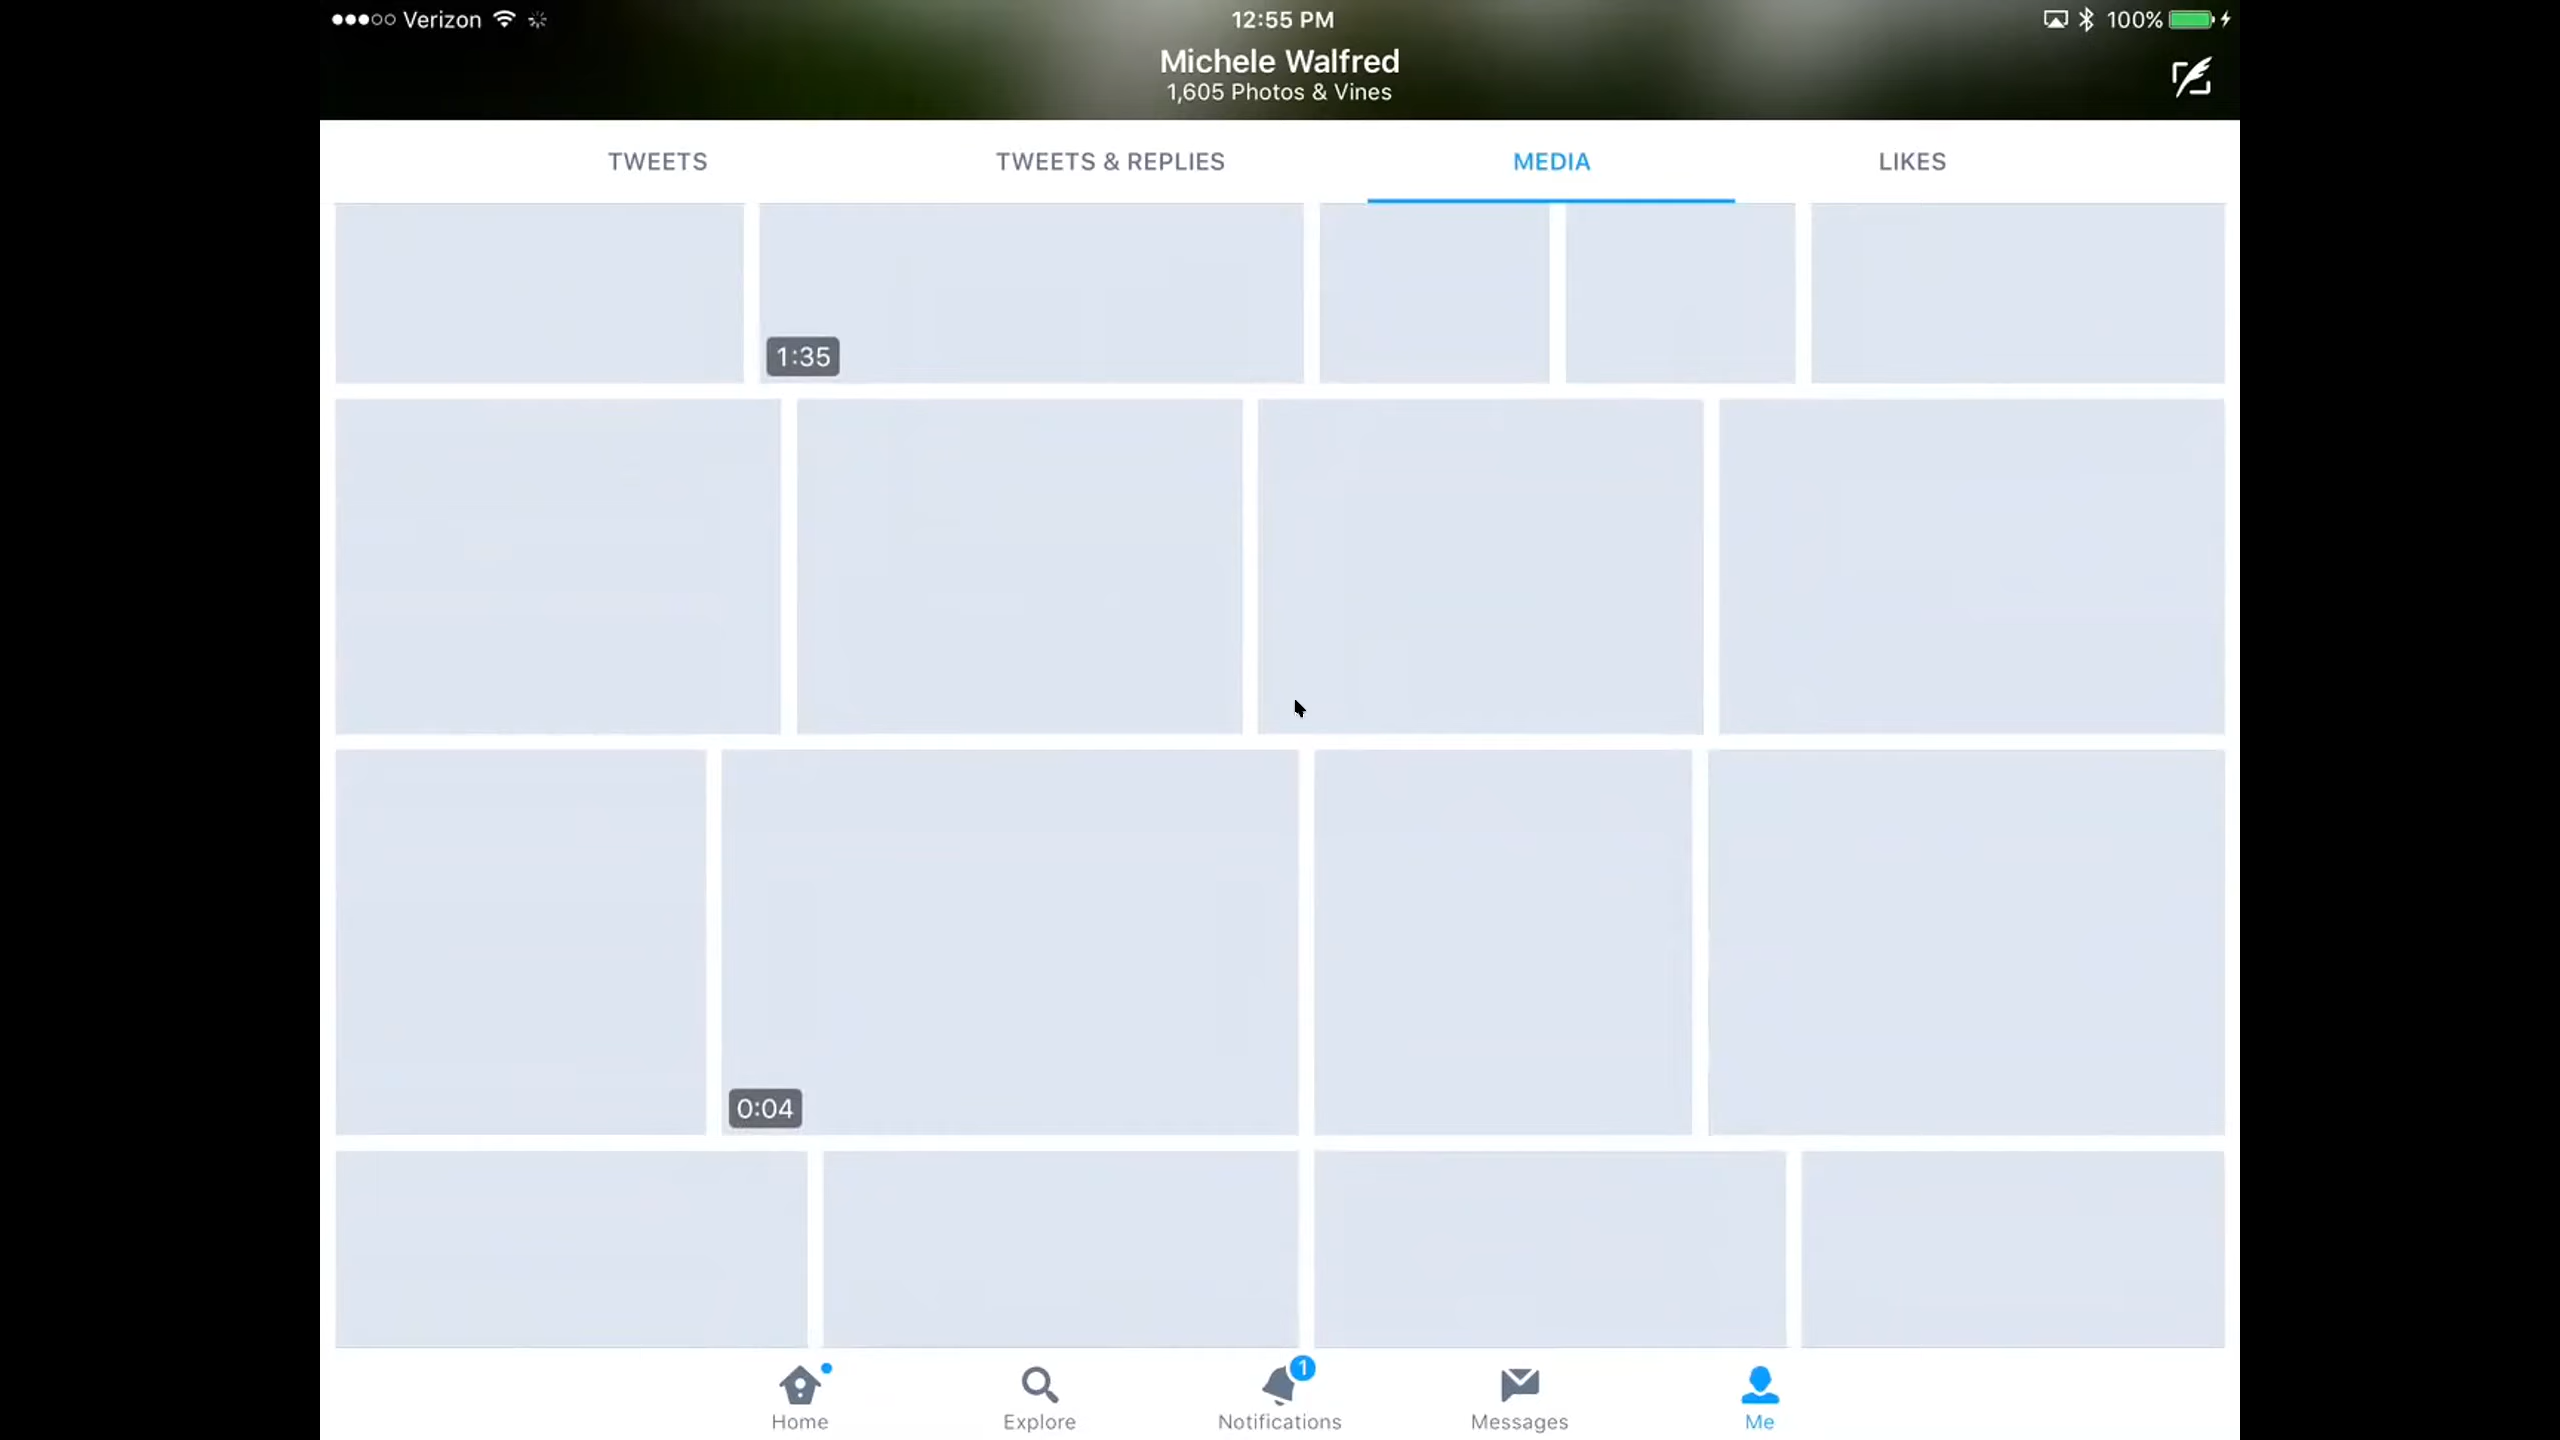 Verizon
12:55 PM
100%
Michele Walfred
1,605 Photos & Vines
TWEETS
TWEETS & REPLIES
MEDIA
LIKES
1:35
0:04
1
Home
Explore
Notifications
Messages
Me